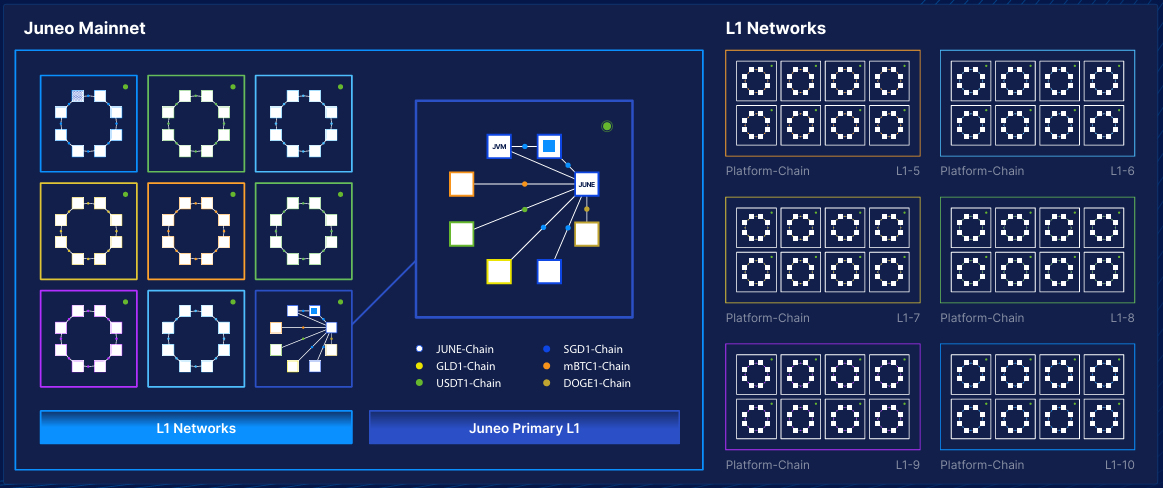 Juneo Mainnet
JVM
JUNE
JUNE-Chain
SGD1-Chain
GLD1-Chain
mBTC1-Chain
USDT1-Chain
DOGE1-Chain
L1 Networks
Juneo Primary L1
L1 Networks
Platform-Chain L1-5
Platform-Chain L1-6
Platform-Chain L1-7
Platform-Chain L1-8
Platform-Chain L1-9
Platform-Chain L1-10